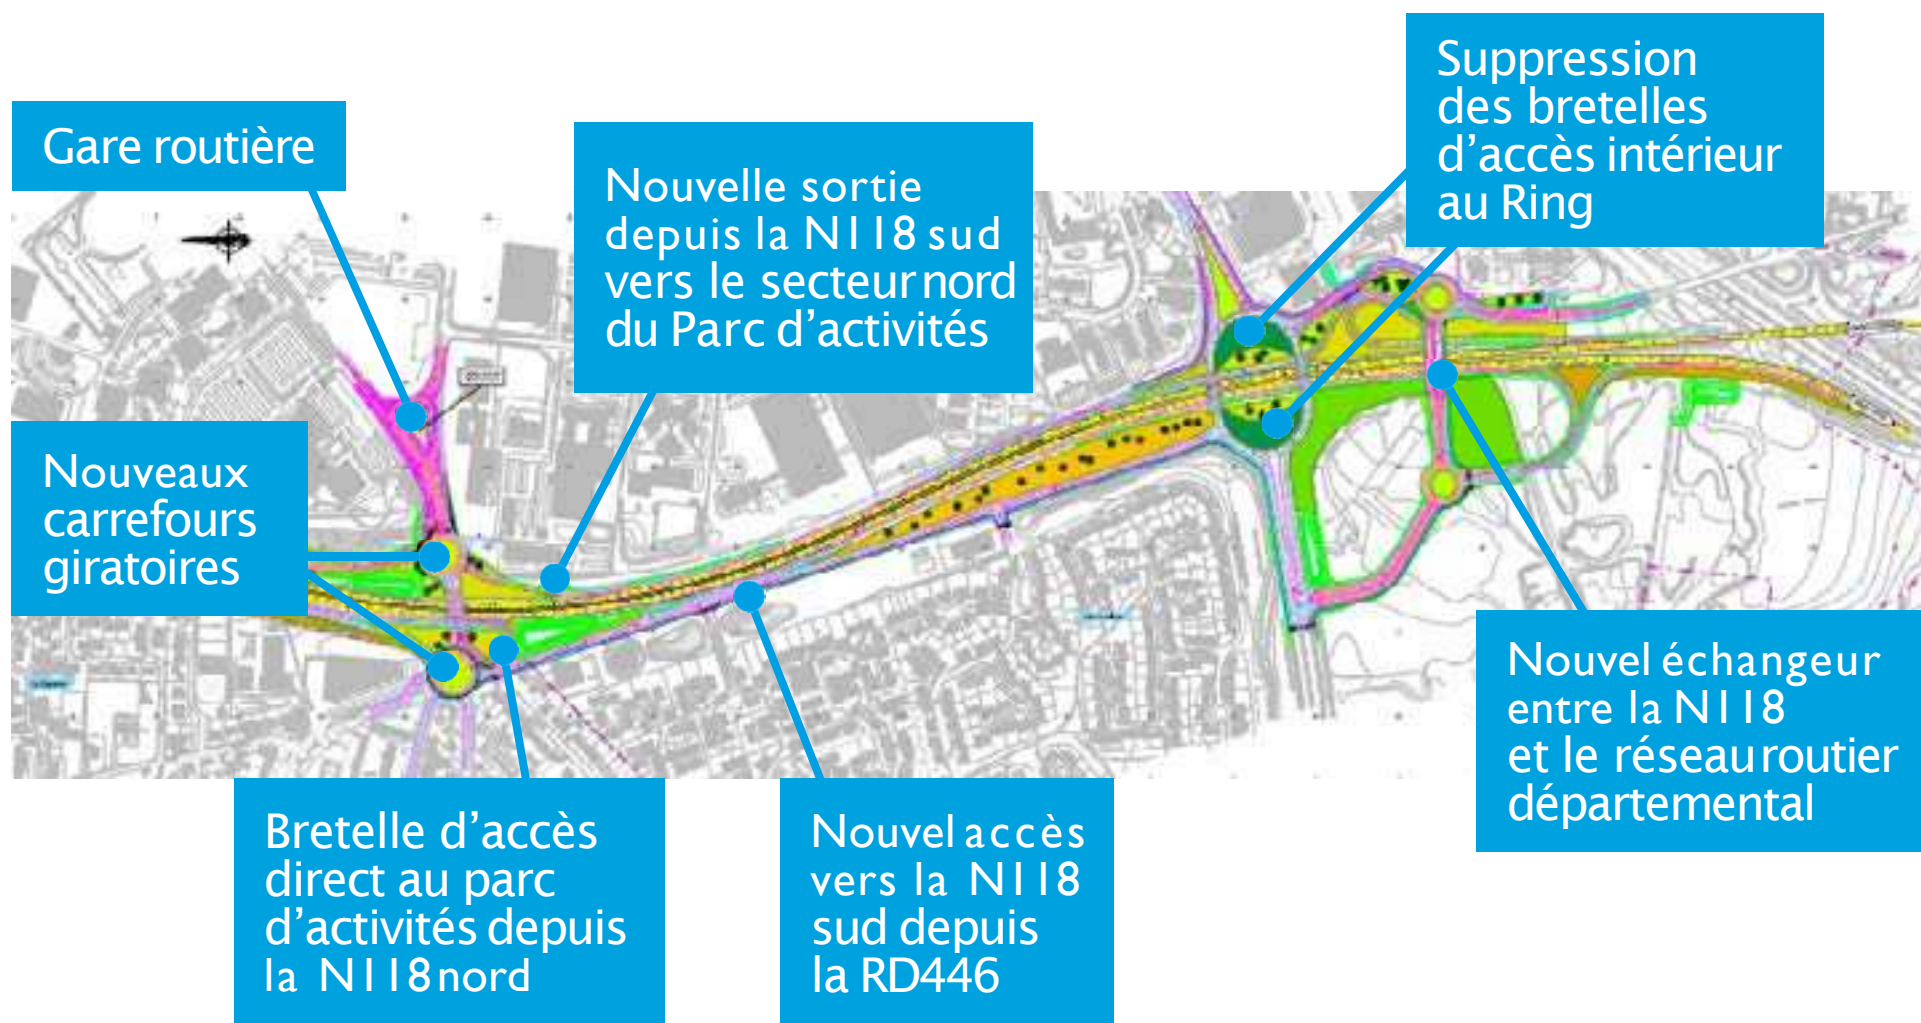 Gare routière
Nouvelle sortie
depuis la N118 sud
vers le secteur nord
du Parc d’activités
Suppression
des bretelles
d’accès intérieur
au Ring
Nouveaux
carrefours
giratoires
Bretelle d’accès
direct au parc
d’activités depuis
la N118 nord
Nouvel accès
vers la N118
sud depuis
la RD446
Nouvel échangeur
entre la N118
et le réseau routier
départemental